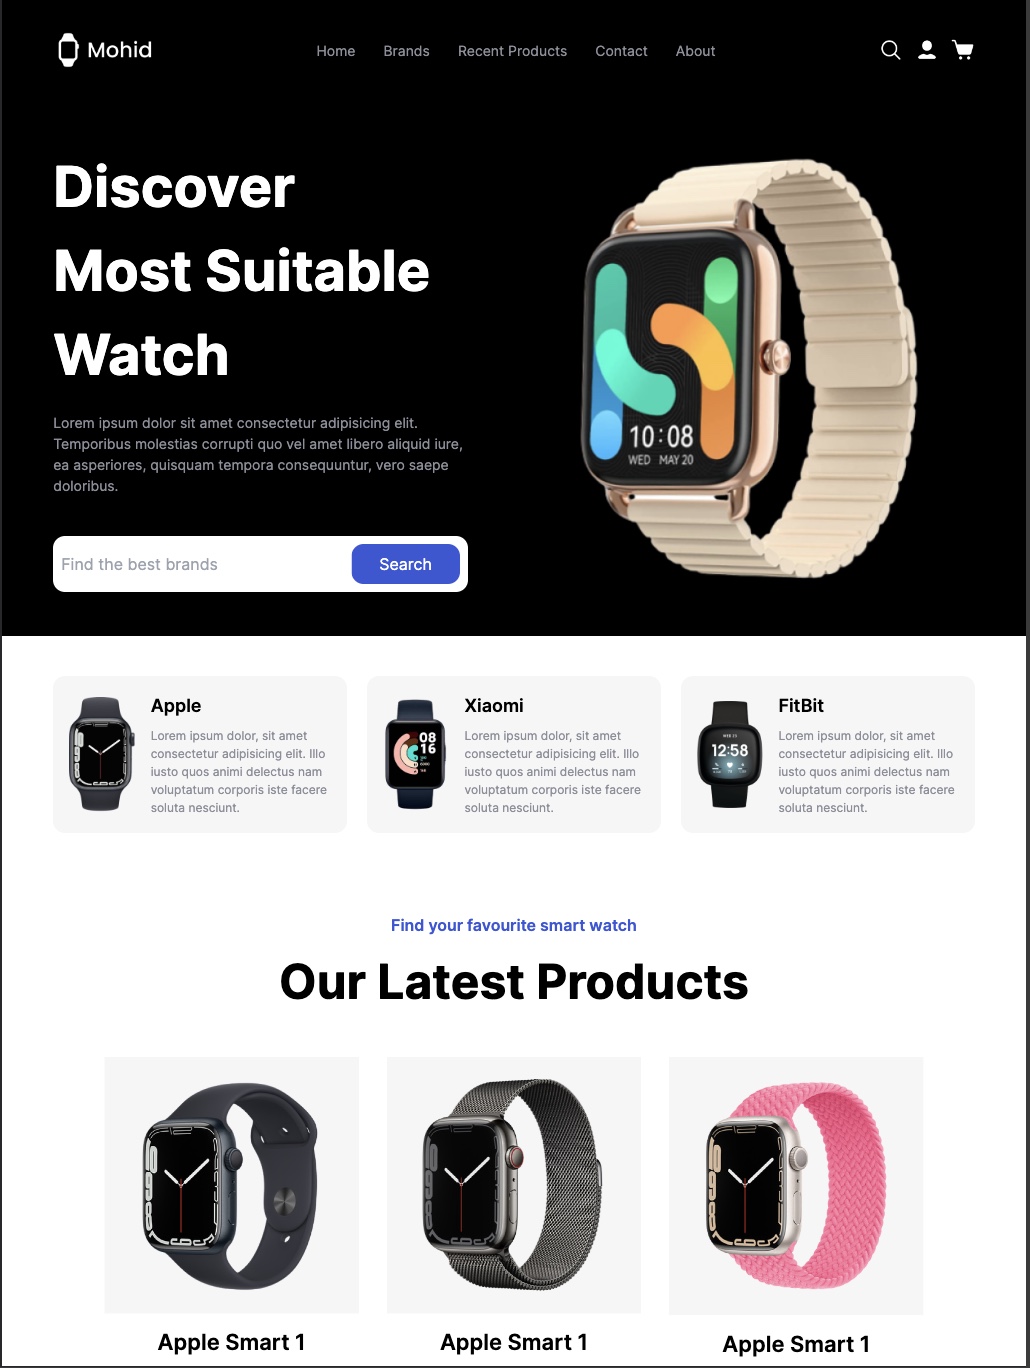 Mohid
Home Brands Recent Products Contact About
Discover
Most Suitable
Watch
Lorem ipsum dolor sit amet consectetur adipisicing elit.
Temporibus molestias corrupti quo vel amet libero aliquid iure,
ea asperiores, quisquam tempora consequuntur, vero saepe
doloribus.
Find the best brands
Search
10:08
WED MAY 20
Apple
Lorem ipsum dolor, sit amet
consectetur adipisicing elit. Illo
iusto quos animi delectus nam
voluptatum corporis iste facere
soluta nesciunt.
08
16
Xiaomi
Lorem ipsum dolor, sit amet
consectetur adipisicing elit. Illo
iusto quos animi delectus nam
voluptatum corporis iste facere
soluta nesciunt.
12:58
FitBit
Lorem ipsum dolor, sit amet
consectetur adipisicing elit. Illo
iusto quos animi delectus nam
voluptatum corporis iste facere
soluta nesciunt.
Find your favourite smart watch
Our Latest Products
Apple Smart 1
Apple Smart 1
Apple Smart 1